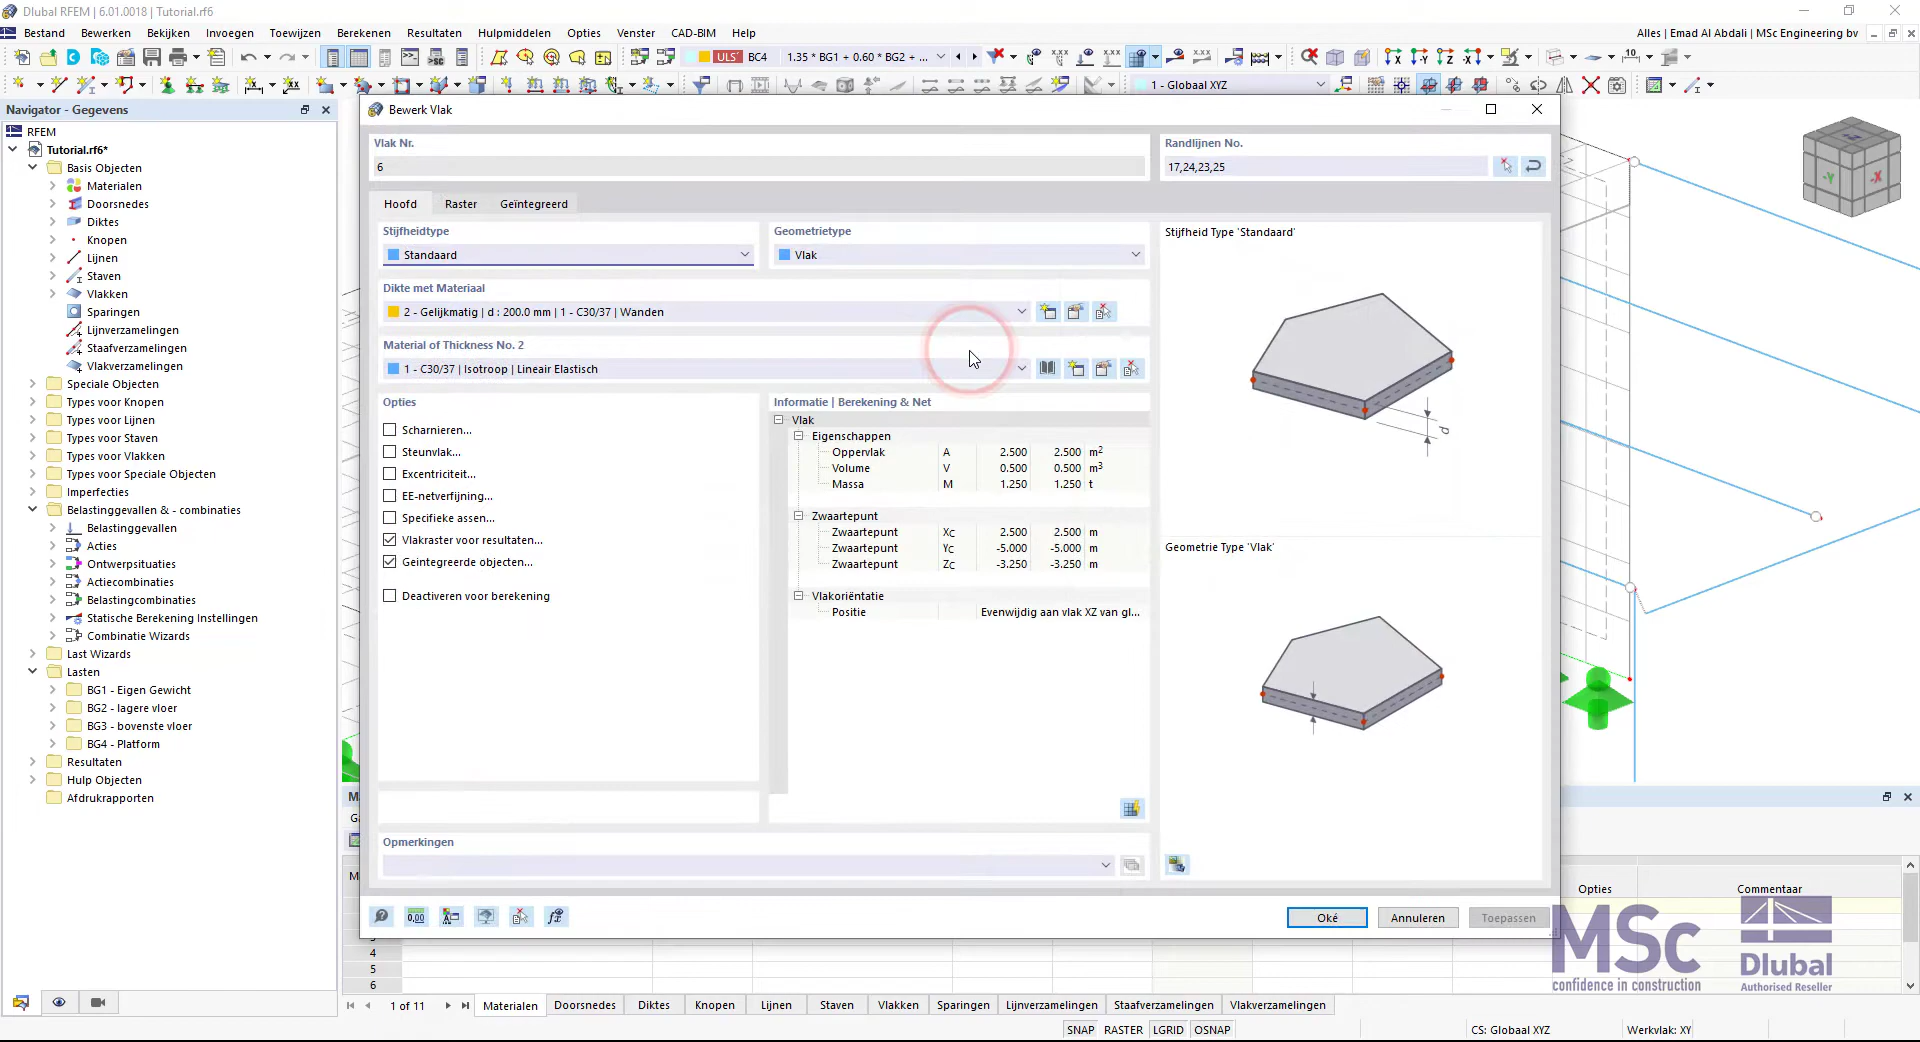 Dlubal RFEM | 6.01.0018 | Tutorial.rf6*
Bestand Bewerken Bekijken Invoegen Toewijzen Berekenen Resultaten Hulpmiddelen Opties Venster CAD-BIM Help
Alles | Emad Al Abdali | MSc Engineering bv
ULS BC4 1.35 * BG1 + 0.60 * BG2 + ...
1 - Globaal XYZ
Navigator - Gegevens
RFEM
Tutorial.rf6*
Basis Objecten
Materialen
Doorsnedes
Diktes
Knopen
Lijnen
Staven
Vlakken
Sparingen
Lijnverzamelingen
Staafverzamelingen
Vlakverzamelingen
Speciale Objecten
Types voor Knopen
Types voor Lijnen
Types voor Staven
Types voor Vlakken
Types voor Speciale Objecten
Imperfecties
Belastinggevallen & - combinaties
Belastinggevallen
Acties
Ontwerpsituaties
Actiecombinaties
Belastingcombinaties
Statische Berekening Instellingen
Combinatie Wizards
Last Wizards
Lasten
BG1 - Eigen Gewicht
BG2 - lagere vloer
BG3 - bovenste vloer
BG4 - Platform
Resultaten
Hulp Objecten
Afdrukrapporten
Bewerk Vlak
Vlak Nr.
6
Randlijnen No.
17,24,23,25
Hoofd Raster Geïntegreerd
Stijfheidtype
Standaard
Geometrietype
Vlak
Dikte met Materiaal
2 - Gelijkmatig | d : 200.0 mm | 1 - C30/37 | Wanden
Material of Thickness No. 2
1 - C30/37 | Isotroop | Lineair Elastisch
Opties
Scharnieren...
Steunvlak...
Excentriciteit...
EE-netverfijning...
Specifieke assen...
Vlakraster voor resultaten...
Geintegreerde objecten...
Deactiveren voor berekening
Informatie | Berekening & Net
Vlak
Eigenschappen
Oppervlak A 2.500 2.500 m2
Volume V 0.500 0.500 m3
Massa M 1.250 1.250 t
Zwaartepunt
Zwaartepunt XC 2.500 2.500 m
Zwaartepunt YC -5.000 -5.000 m
Zwaartepunt ZC -3.250 -3.250 m
Vlakoriëntatie
Positie Evenwijdig aan vlak XZ van gl...
Stijfheid Type 'Standaard'
d
Geometrie Type 'Vlak'
Opmerkingen
Oké Annuleren Toepassen
Opties Commentaar
4
5
6
1 of 11 Materialen Doorsnedes Diktes Knopen Lijnen Staven Vlakken Sparingen Lijnverzamelingen Staafverzamelingen Vlakverzamelingen
SNAP RASTER LGRID OSNAP CS: Globaal XYZ Werkvlak: XY
MSc
confidence in construction
Dlubal
Authorised Reseller
-Y
-X